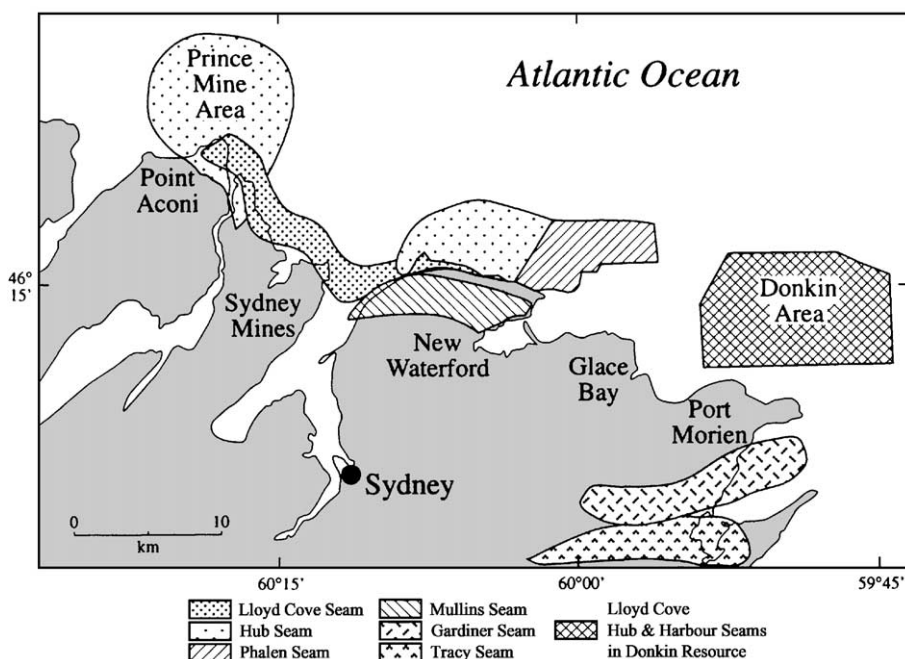 Prince
Mine
Area
Atlantic Ocean
Point
Aconi
46°
15'
Sydney
Mines
Donkin
Area
New
Waterford
Glace
Bay
Port
Morien
Sydney
0 10
km
60°15' 60°00' 59°45'
Lloyd Cove Seam
Hub Seam
Phalen Seam
Mullins Seam
Gardiner Seam
Tracy Seam
Lloyd Cove
Hub & Harbour Seams
in Donkin Resource